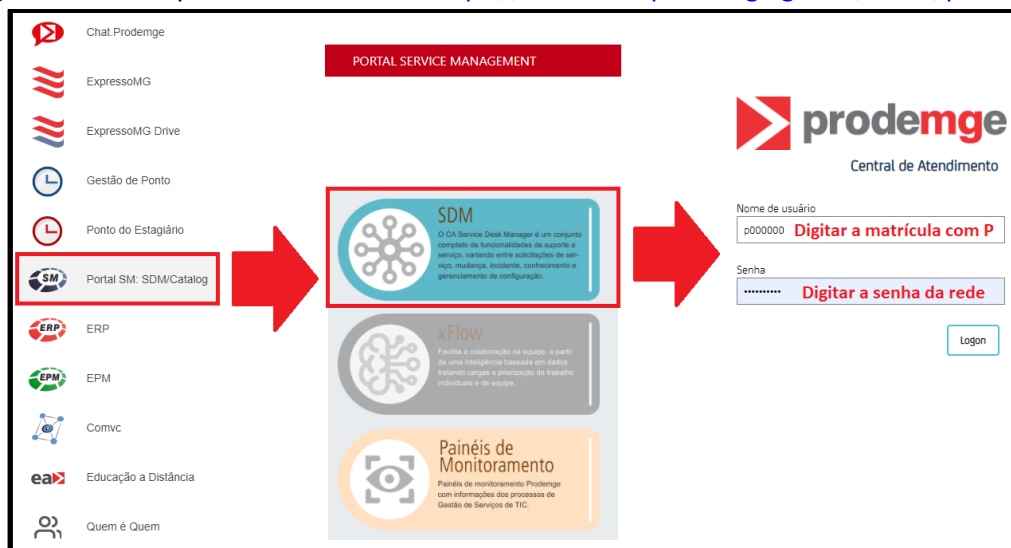 Chat.Prodemge
ExpressoMG
ExpressoMG Drive
Gestão de Ponto
Ponto do Estagiário
SM
Portal SM: SDM/Catalog
ERP
ERP
EPM
EPM
Comvc
ea
Educação a Distância
Quem é Quem
PORTAL SERVICE MANAGEMENT
SDM
O CA Service Desk Manager é um conjunto
completo de funcionalidades de suporte e
serviço, variando entre solicitações de ser-
viço, mudança, incidente, conhecimento e
gerenciamento de configuração.
xFlow
Facilita a colaboração na equipe, a partir
de uma inteligência baseada em dados
tratando cargas e priorização de trabalho
individuais e de equipe.
Painéis de
Monitoramento
Painéis de monitoramento Prodemge
com informações dos processos de
Gestão de Serviços de TIC.
prodemge
Central de Atendimento
Nome de usuário
p000000 Digitar a matrícula com P
Senha
•••••••••• Digitar a senha da rede
Logon